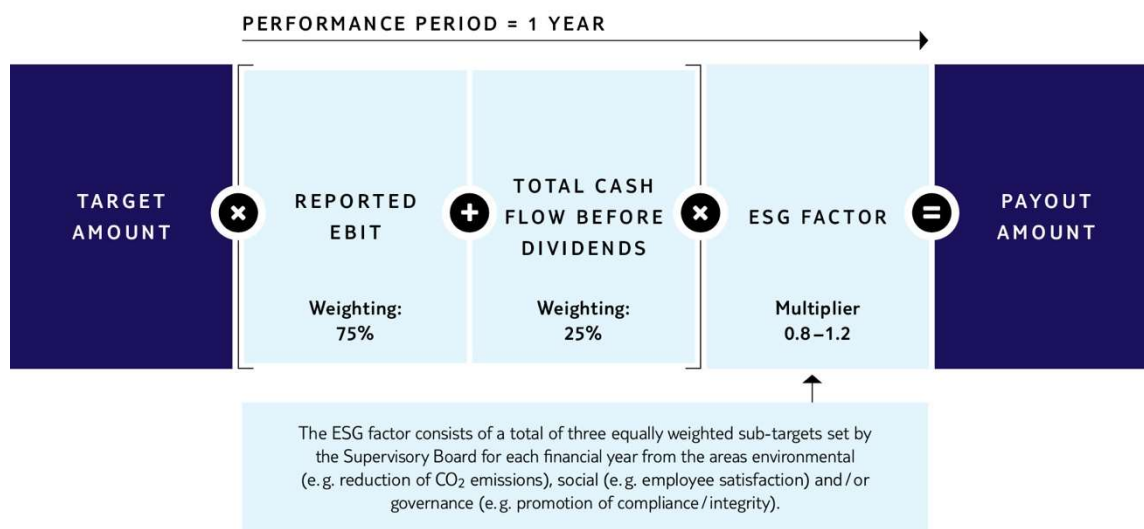 PERFORMANCE PERIOD = 1 YEAR
TARGET
AMOUNT
×
REPORTED
EBIT
Weighting:
75%
+
TOTAL CASH
FLOW BEFORE
DIVIDENDS
Weighting:
25%
×
ESG FACTOR
Multiplier
0.8–1.2
=
PAYOUT
AMOUNT
The ESG factor consists of a total of three equally weighted sub-targets set by
the Supervisory Board for each financial year from the areas environmental
(e. g. reduction of CO₂ emissions), social (e. g. employee satisfaction) and / or
governance (e. g. promotion of compliance / integrity).